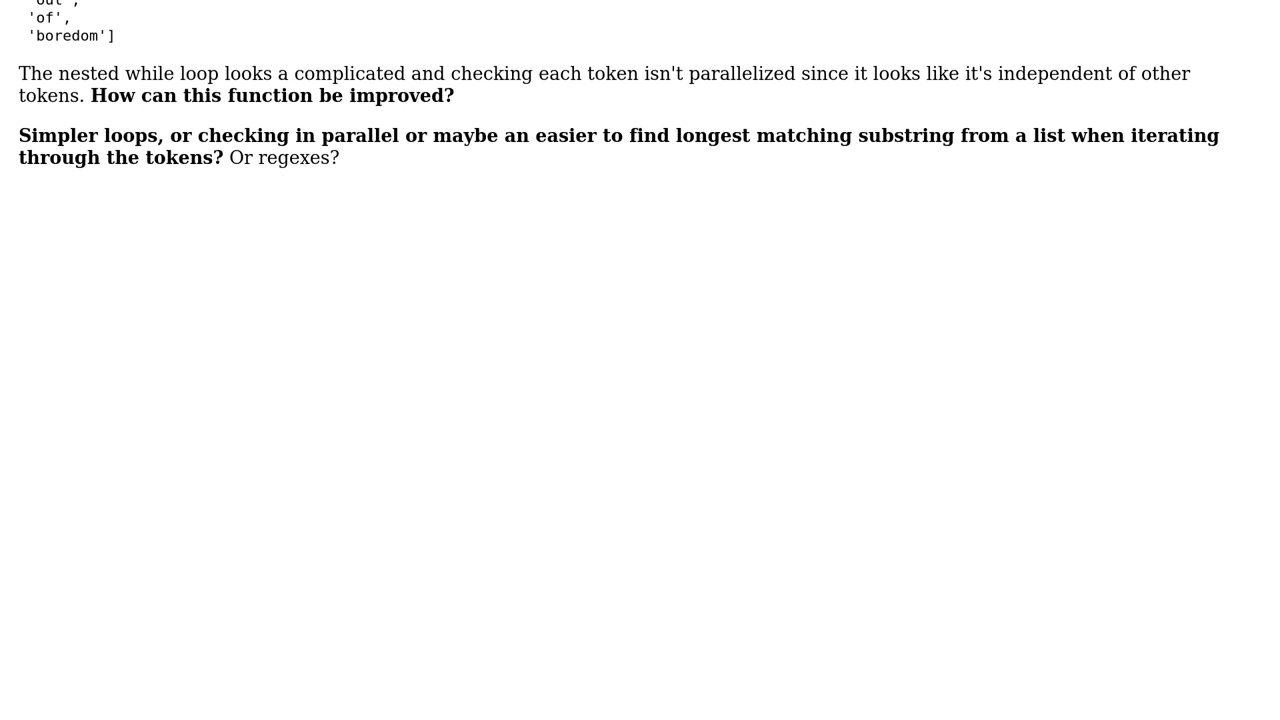 'out',
'of',
'boredom']
The nested while loop looks a complicated and checking each token isn't parallelized since it looks like it's independent of other
tokens. How can this function be improved?
Simpler loops, or checking in parallel or maybe an easier to find longest matching substring from a list when iterating
through the tokens? Or regexes?